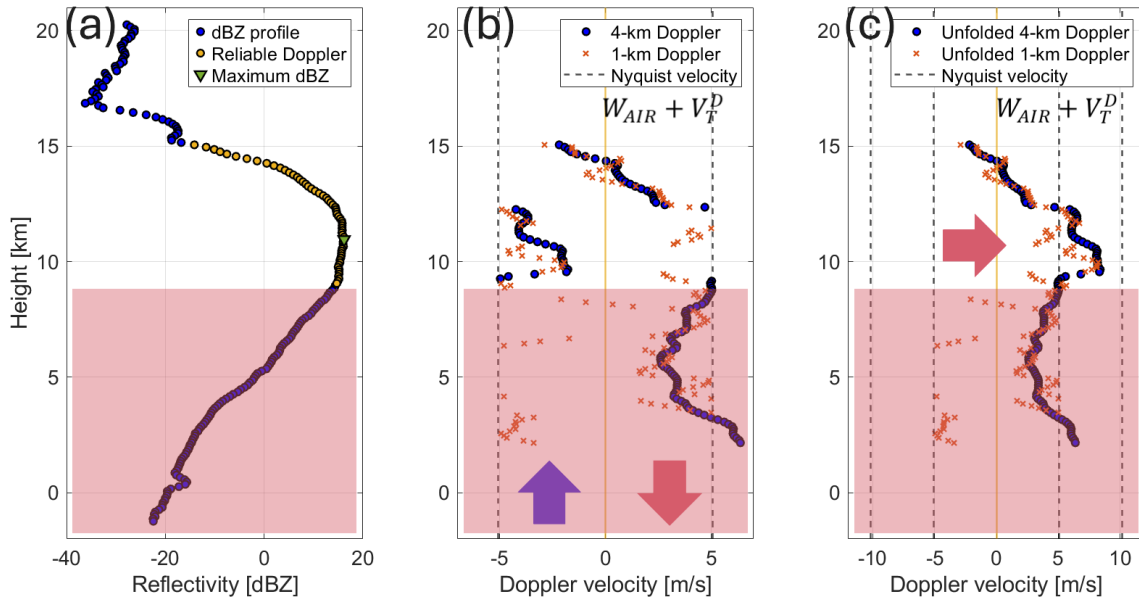 (a)
dBZ profile
Reliable Doppler
Maximum dBZ
20
15
10
5
0
Height [km]
-40
-20
0
20
Reflectivity [dBZ]
(b)
4-km Doppler
1-km Doppler
Nyquist velocity
W_AIR + V_T^D
20
15
10
5
0
-5
0
5
Doppler velocity [m/s]
(c)
Unfolded 4-km Doppler
Unfolded 1-km Doppler
Nyquist velocity
W_AIR + V_T^D
20
15
10
5
0
-10
-5
0
5
10
Doppler velocity [m/s]